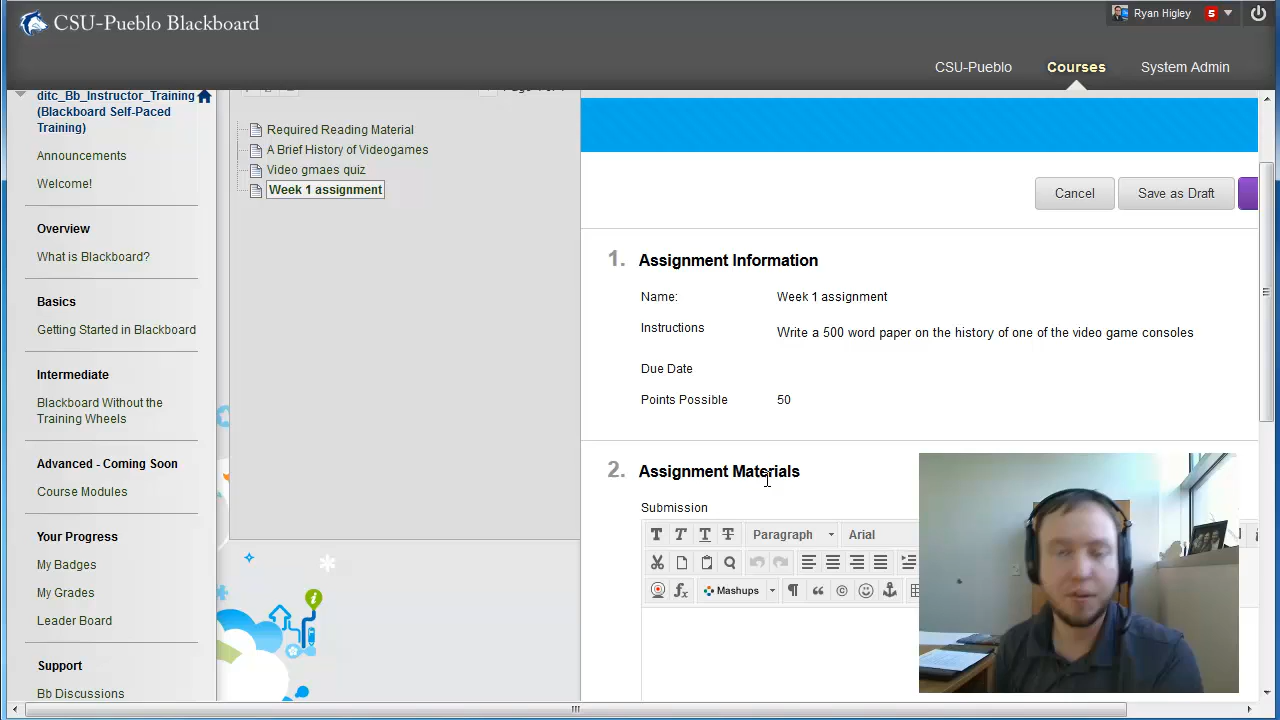 CSU-Pueblo Blackboard
Ryan Higley
5
CSU-Pueblo
Courses
System Admin
ditc_Bb_Instructor_Training
(Blackboard Self-Paced
Training)
Announcements
Welcome!
Overview
What is Blackboard?
Basics
Getting Started in Blackboard
Intermediate
Blackboard Without the
Training Wheels
Advanced - Coming Soon
Course Modules
Your Progress
My Badges
My Grades
Leader Board
Support
Bb Discussions
Required Reading Material
A Brief History of Videogames
Video gmaes quiz
Week 1 assignment
Cancel
Save as Draft
1. Assignment Information
Name: Week 1 assignment
Instructions Write a 500 word paper on the history of one of the video game consoles
Due Date
Points Possible 50
2. Assignment Materials
Submission
T T T T Paragraph Arial
Mashups